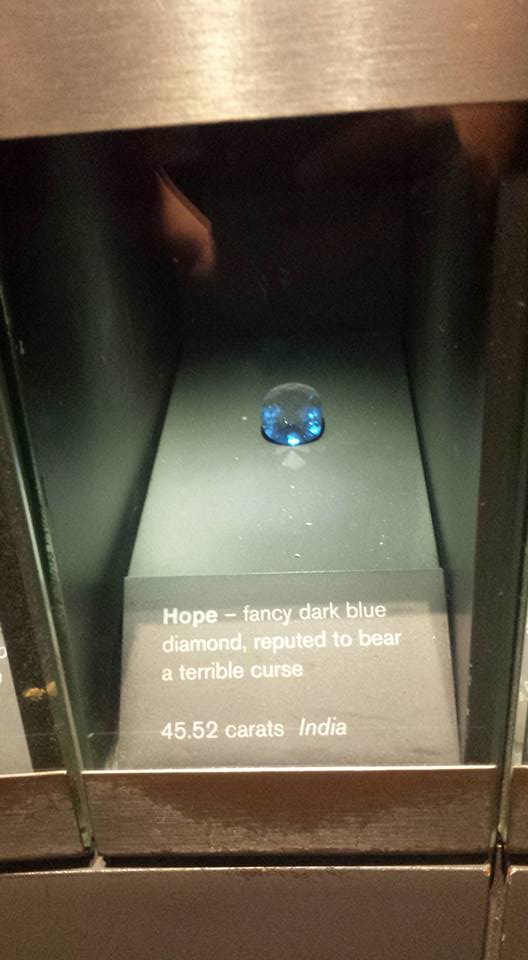 Hope – fancy dark blue
diamond, reputed to bear
a terrible curse
45.52 carats India